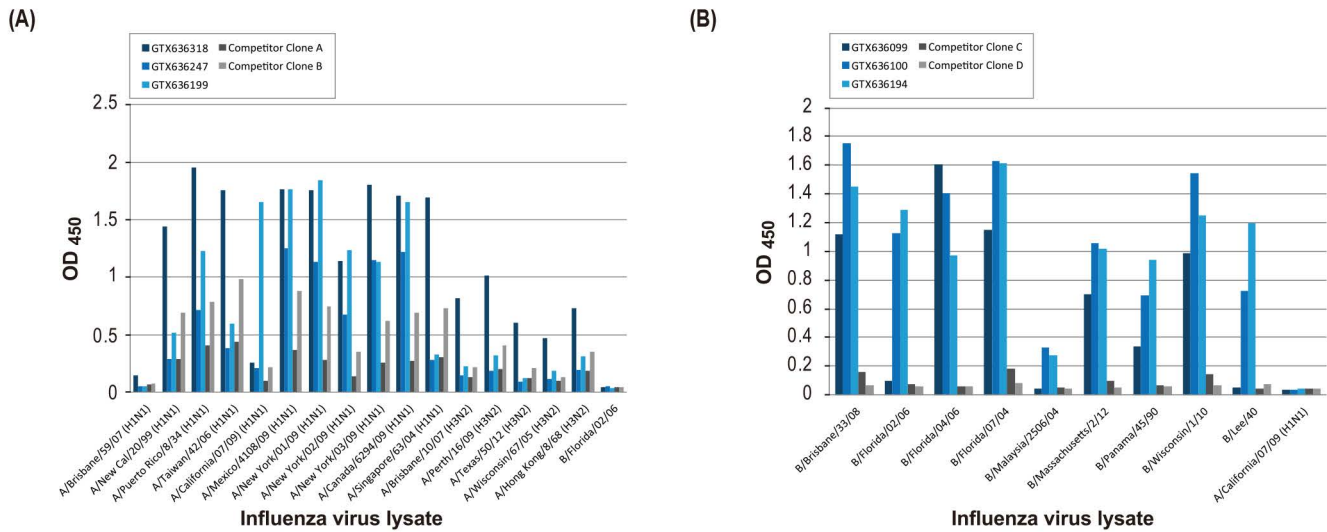 (A)
GTX636318
Competitor Clone A
GTX636247
Competitor Clone B
GTX636199
2.5
2
1.5
1
0.5
0
OD 450
A/Brisbane/59/07 (H1N1)
A/New Cal/20/99 (H1N1)
A/Puerto Rico/8/34 (H1N1)
A/Taiwan/42/06 (H1N1)
A/California/07/09 (H1N1)
A/Mexico/4108/09 (H1N1)
A/New York/01/09 (H1N1)
A/New York/02/09 (H1N1)
A/New York/03/09 (H1N1)
A/Canada/6294/09 (H1N1)
A/Singapore/63/04 (H1N1)
A/Brisbane/10/07 (H3N2)
A/Perth/16/09 (H3N2)
A/Texas/50/12 (H3N2)
A/Wisconsin/67/05 (H3N2)
A/Hong Kong/8/68 (H3N2)
B/Florida/02/06
Influenza virus lysate
(B)
GTX636099
Competitor Clone C
GTX636100
Competitor Clone D
GTX636194
2
1.8
1.6
1.4
1.2
1
0.8
0.6
0.4
0.2
0
OD 450
B/Brisbane/33/08
B/Florida/02/06
B/Florida/04/06
B/Florida/07/04
B/Malaysia/2506/04
B/Massachusetts/2/12
B/Panama/45/90
B/Wisconsin/1/10
B/Lee/40
A/California/07/09 (H1N1)
Influenza virus lysate